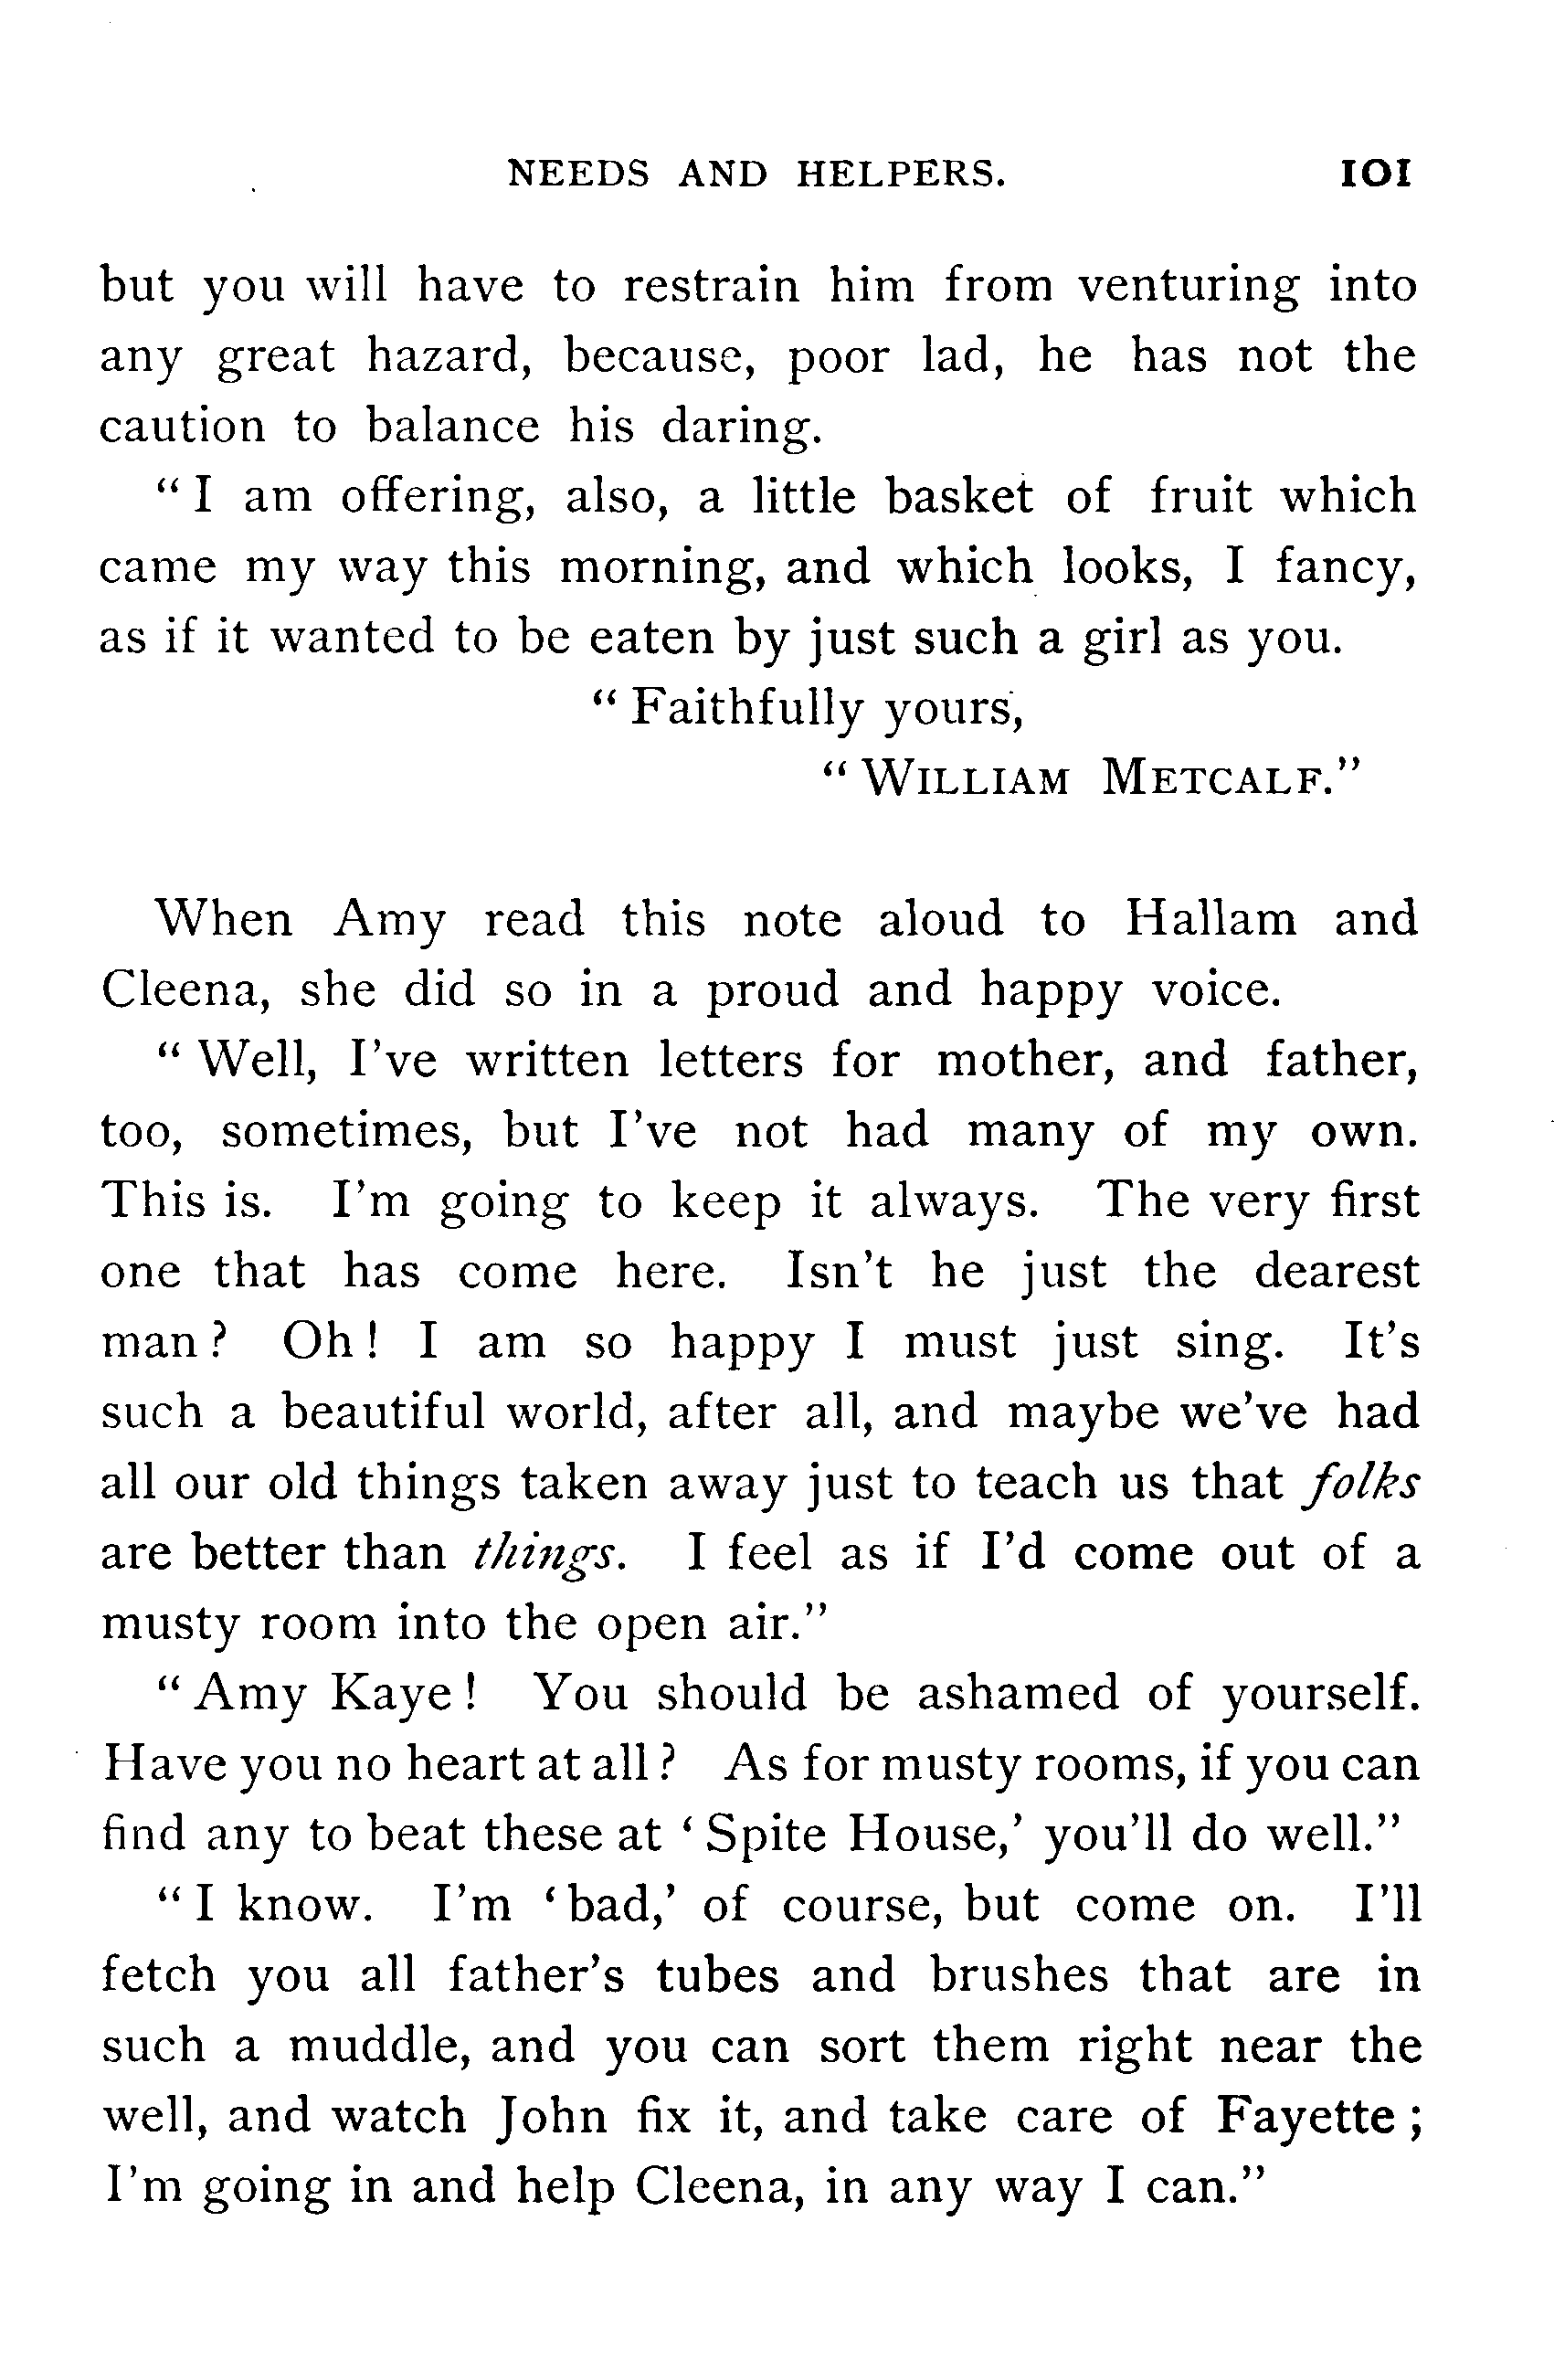 NEEDS AND HELPERS. 101
but you will have to restrain him from venturing into
any great hazard, because, poor lad, he has not the
caution to balance his daring.
“I am offering, also, a little basket of fruit which
came my way this morning, and which looks, I fancy,
as if it wanted to be eaten by just such a girl as you.
“Faithfully yours,
“WILLIAM METCALF.”
When Amy read this note aloud to Hallam and
Cleena, she did so in a proud and happy voice.
“Well, I’ve written letters for mother, and father,
too, sometimes, but I’ve not had many of my own.
This is. I’m going to keep it always. The very first
one that has come here. Isn’t he just the dearest
man? Oh! I am so happy I must just sing. It’s
such a beautiful world, after all, and maybe we’ve had
all our old things taken away just to teach us that folks
are better than things. I feel as if I’d come out of a
musty room into the open air.”
“Amy Kaye! You should be ashamed of yourself.
Have you no heart at all? As for musty rooms, if you can
find any to beat these at ‘Spite House,’ you’ll do well.”
“I know. I’m ‘bad,’ of course, but come on. I’ll
fetch you all father’s tubes and brushes that are in
such a muddle, and you can sort them right near the
well, and watch John fix it, and take care of Fayette;
I’m going in and help Cleena, in any way I can.”